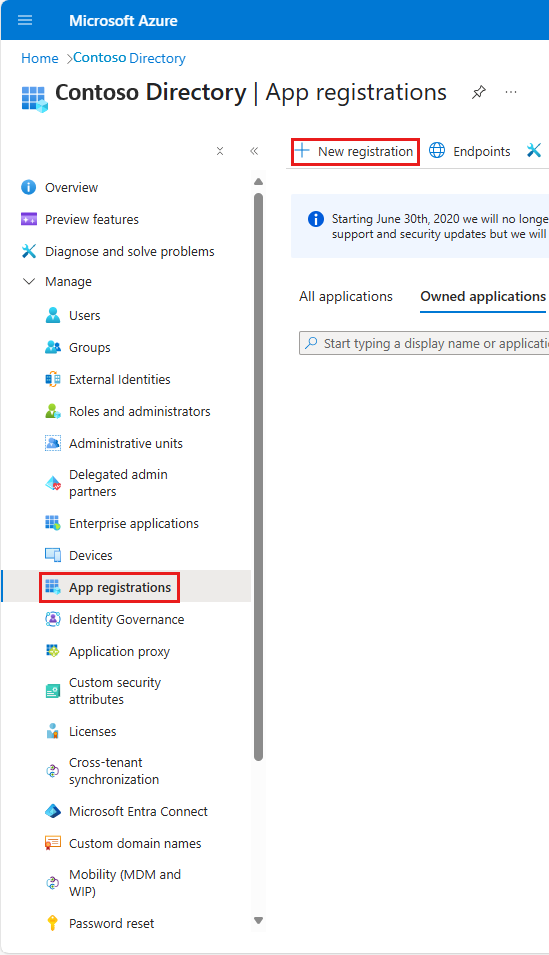 Microsoft Azure
Home > Contoso Directory
Contoso Directory | App registrations
New registration
Endpoints
Overview
Preview features
Diagnose and solve problems
Manage
Users
Groups
External Identities
Roles and administrators
Administrative units
Delegated admin
partners
Enterprise applications
Devices
App registrations
Identity Governance
Application proxy
Custom security
attributes
Licenses
Cross-tenant
synchronization
Microsoft Entra Connect
Custom domain names
Mobility (MDM and
WIP)
Password reset
Starting June 30th, 2020 we will no longe
support and security updates but we will
All applications
Owned applications
Start typing a display name or applicatio